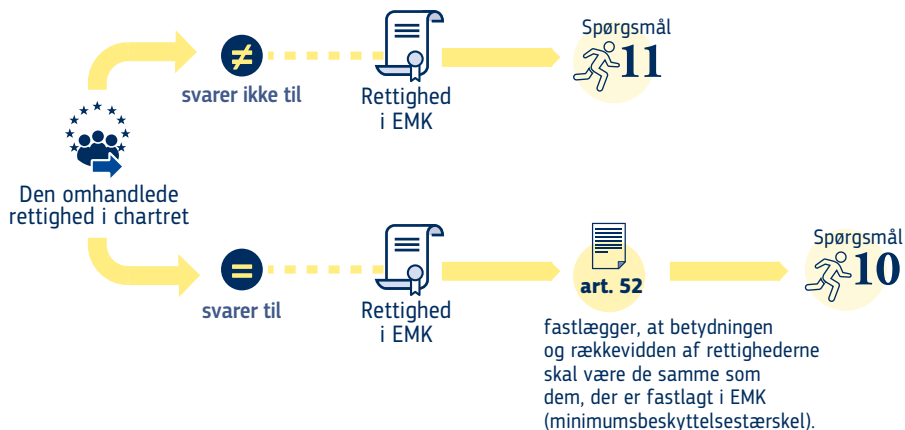 Spørgsmål
11
svarer ikke til
Rettighed
i EMK
Den omhandlede
rettighed i chartret
Spørgsmål
10
art. 52
svarer til
Rettighed
i EMK
fastlægger, at betydningen
og rækkevidden af rettighederne
skal være de samme som
dem, der er fastlagt i EMK
(minimumsbeskyttelsestærskel).